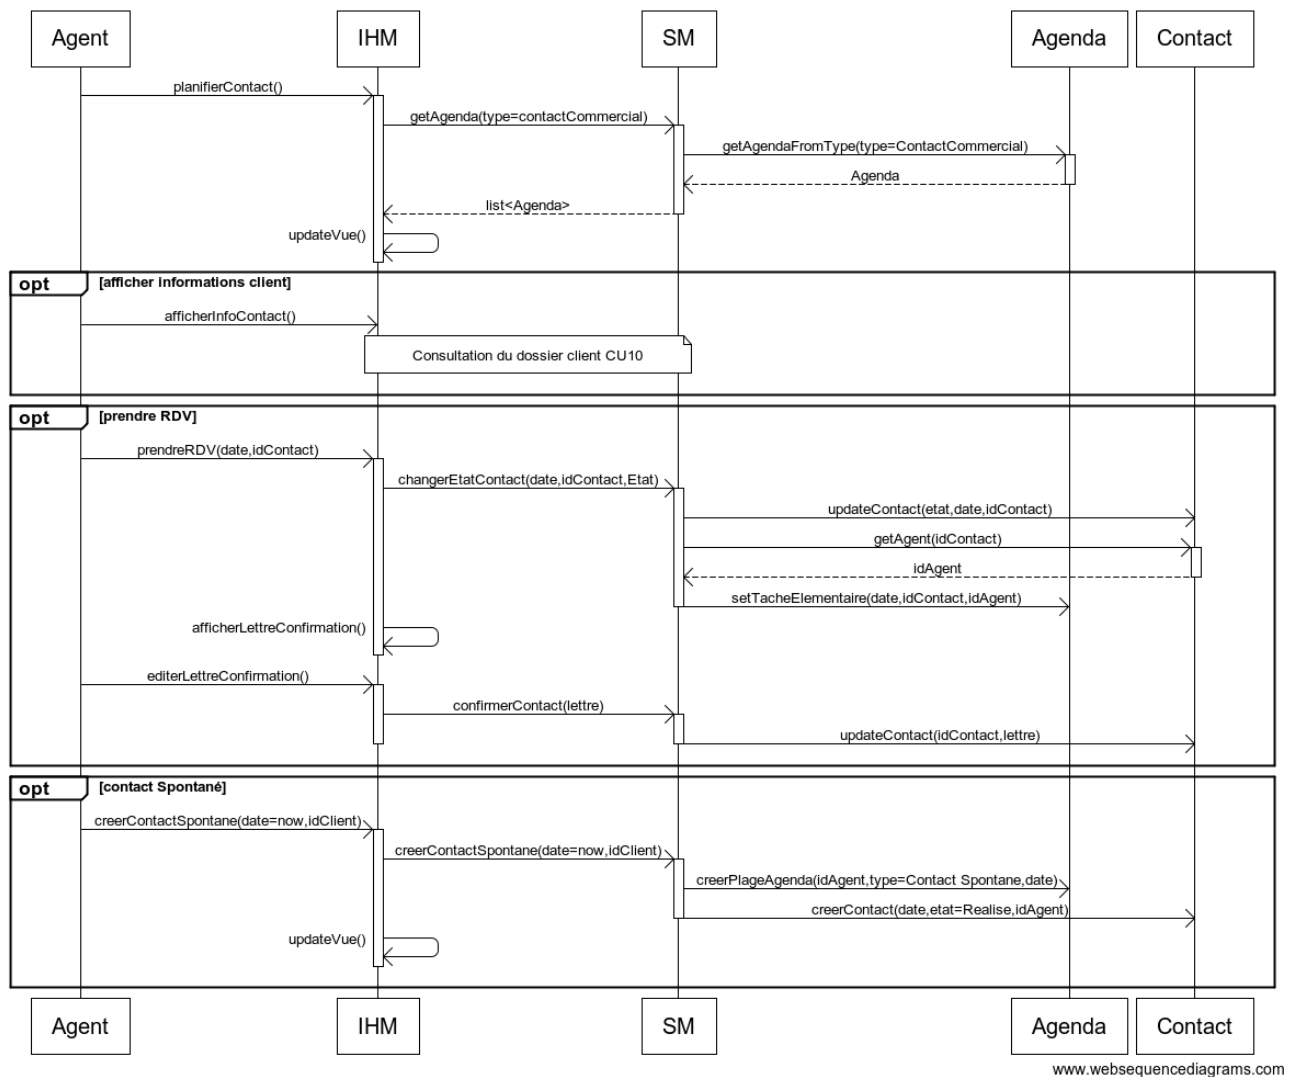 Agent
IHM
SM
Agenda
Contact
planifierContact()
getAgenda(type=contactCommercial)
getAgendaFromType(type=ContactCommercial)
Agenda
list<Agenda>
updateVue()
opt
[afficher informations client]
afficherInfoContact()
Consultation du dossier client CU10
opt
[prendre RDV]
prendreRDV(date,idContact)
changerEtatContact(date,idContact,Etat)
updateContact(etat,date,idContact)
getAgent(idContact)
idAgent
setTacheElementaire(date,idContact,idAgent)
afficherLettreConfirmation()
editerLettreConfirmation()
confirmerContact(lettre)
updateContact(idContact,lettre)
opt
[contact Spontané]
creerContactSpontane(date=now,idClient)
creerContactSpontane(date=now,idClient)
creerPlageAgenda(idAgent,type=Contact Spontane,date)
creerContact(date,etat=Realise,idAgent)
updateVue()
Agent
IHM
SM
Agenda
Contact
www.websequencediagrams.com